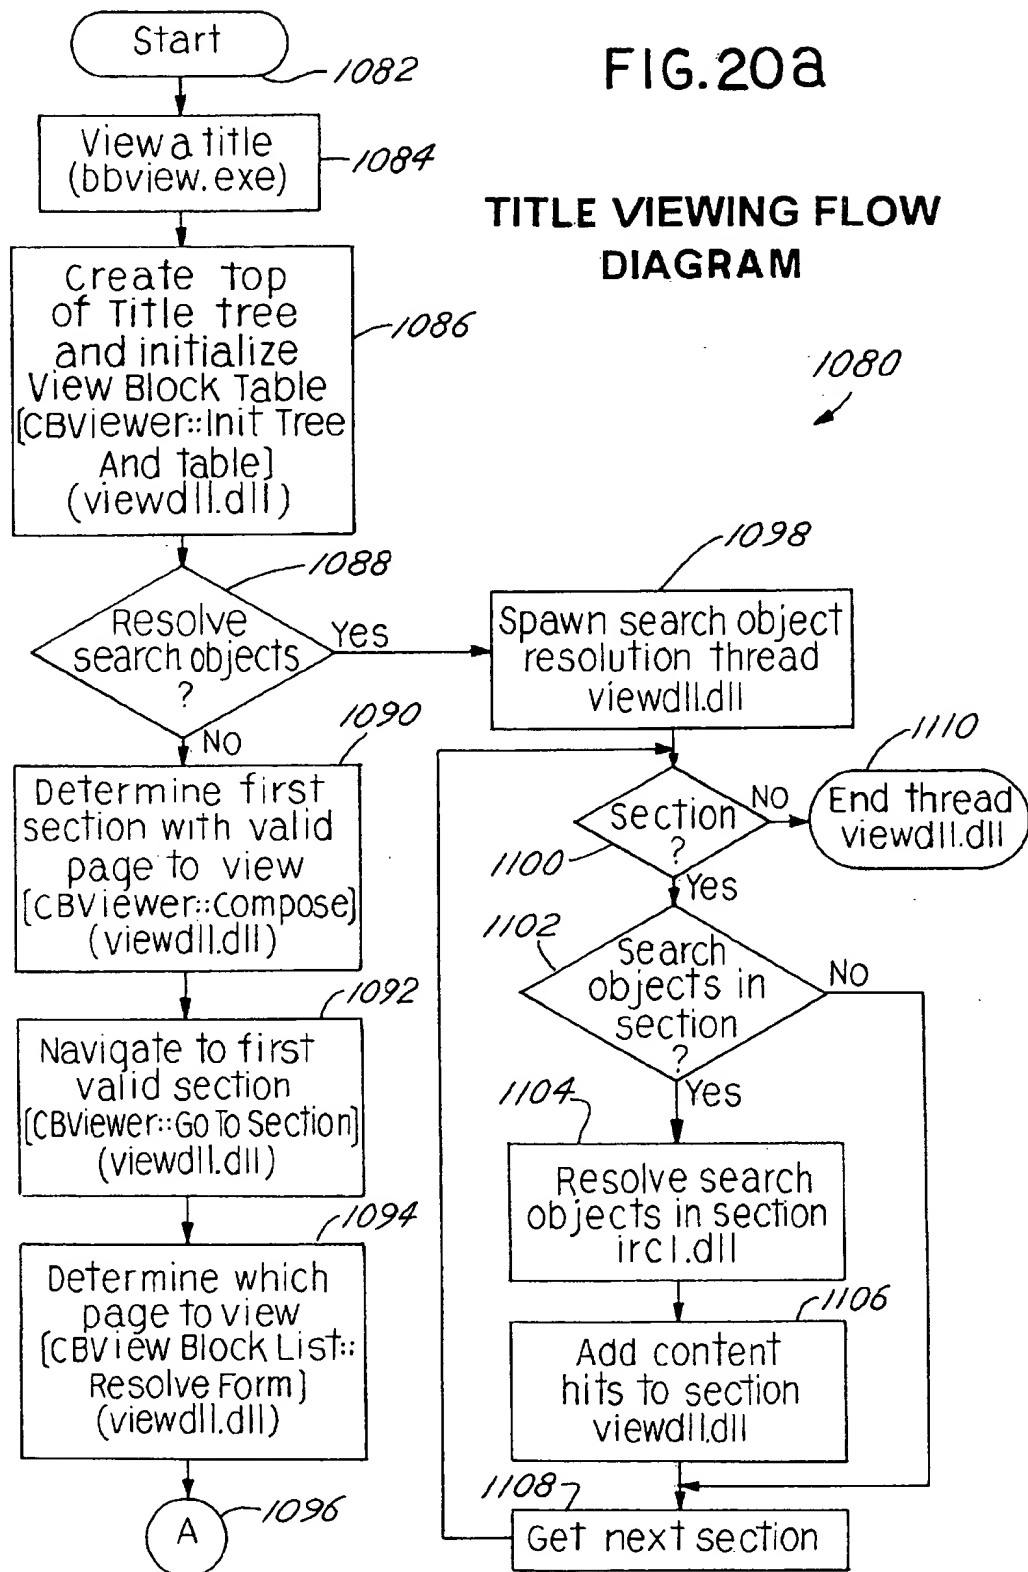 Start
1082
FIG.20a
View a title
(bbview.exe)
1084
TITLE VIEWING FLOW
DIAGRAM
1080
Create top
of Title tree
and initialize
View Block Table
[CBViewer::Init Tree
And Table]
(viewdll.dll)
1086
Resolve
search objects
?
1088
Yes
NO
Determine first
section with valid
page to view
[CBViewer::Compose]
(viewdll.dll)
1090
Navigate to first
valid section
[CBViewer::Go To Section]
(viewdll.dll)
1092
Determine which
page to view
[CBView Block List::
Resolve Form]
(viewdll.dll)
1094
A
1096
1098
Spawn search object
resolution thread
viewdll.dll
Section
?
1100
NO
Yes
1110
End thread
viewdll.dll
1102
Search
objects in
section
?
NO
Yes
1104
Resolve search
objects in section
ircl.dll
1106
Add content
hits to section
viewdll.dll
1108
Get next section